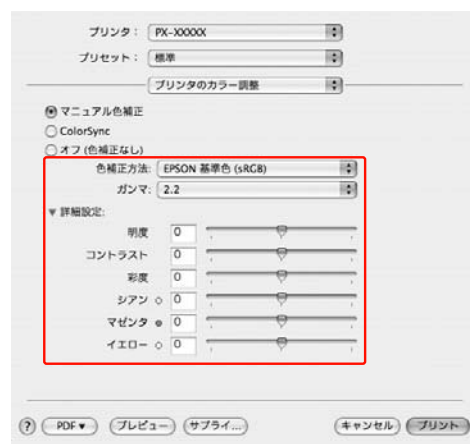 プリンタ： PX-XXXXX
プリセット： 標準
プリンタのカラー調整
マニュアル色補正
ColorSync
オフ (色補正なし)
色補正方法: EPSON 基準色 (sRGB)
ガンマ: 2.2
▼ 詳細設定:
明度 0
コントラスト 0
彩度 0
シアン 0
マゼンタ 0
イエロー 0
? PDF▼ プレビュー サプライ... キャンセル プリント